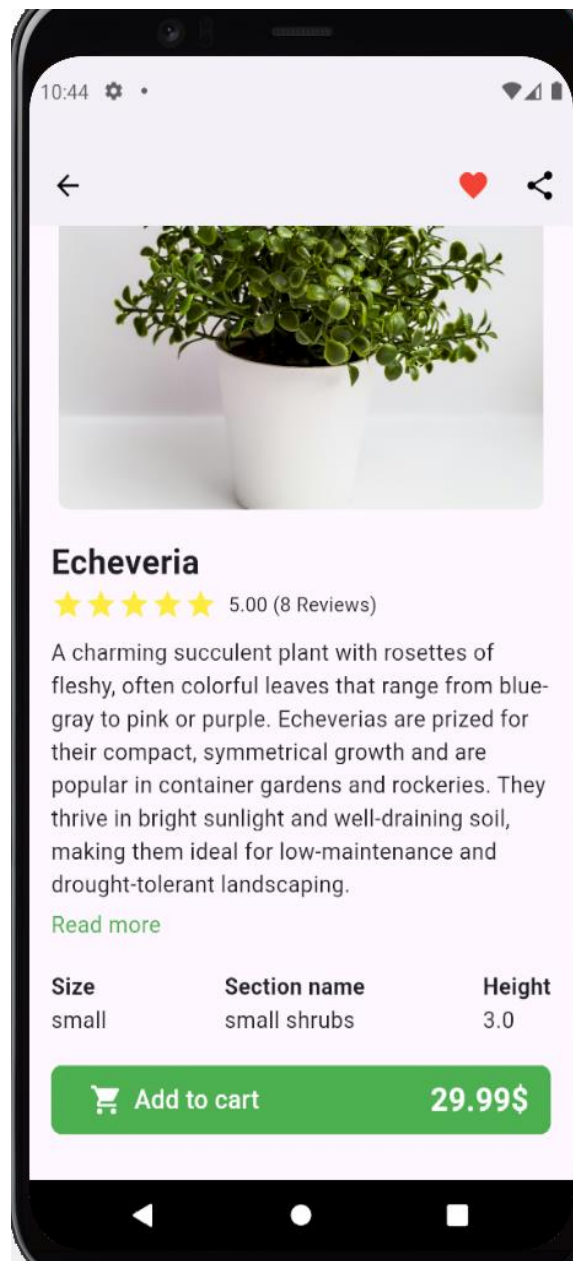 10:44
Echeveria
5.00 (8 Reviews)
A charming succulent plant with rosettes of
fleshy, often colorful leaves that range from blue-
gray to pink or purple. Echeverias are prized for
their compact, symmetrical growth and are
popular in container gardens and rockeries. They
thrive in bright sunlight and well-draining soil,
making them ideal for low-maintenance and
drought-tolerant landscaping.
Read more
Size Section name Height
small small shrubs 3.0
Add to cart 29.99$